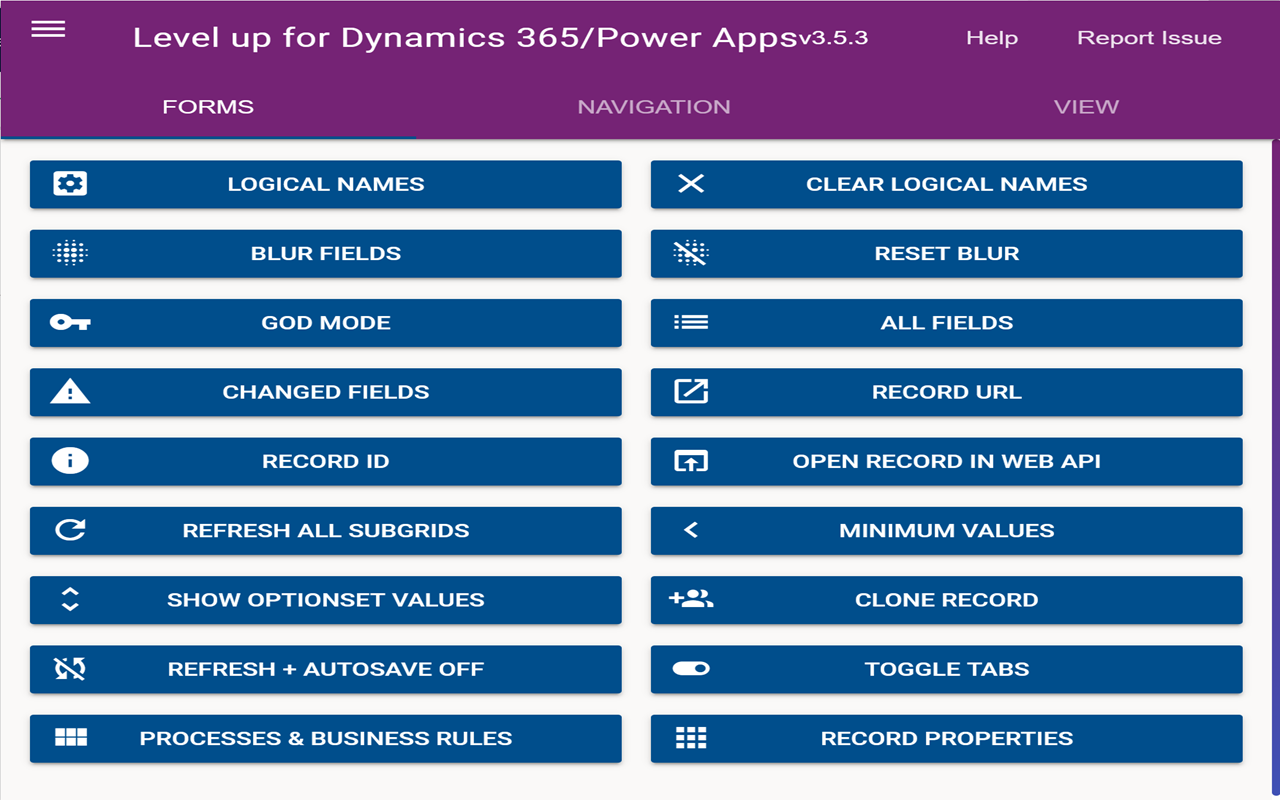 Level up for Dynamics 365/Power Apps v3.5.3 Help Report Issue
FORMS NAVIGATION VIEW
LOGICAL NAMES CLEAR LOGICAL NAMES
BLUR FIELDS RESET BLUR
GOD MODE ALL FIELDS
CHANGED FIELDS RECORD URL
RECORD ID OPEN RECORD IN WEB API
REFRESH ALL SUBGRIDS MINIMUM VALUES
SHOW OPTIONSET VALUES CLONE RECORD
REFRESH + AUTOSAVE OFF TOGGLE TABS
PROCESSES & BUSINESS RULES RECORD PROPERTIES